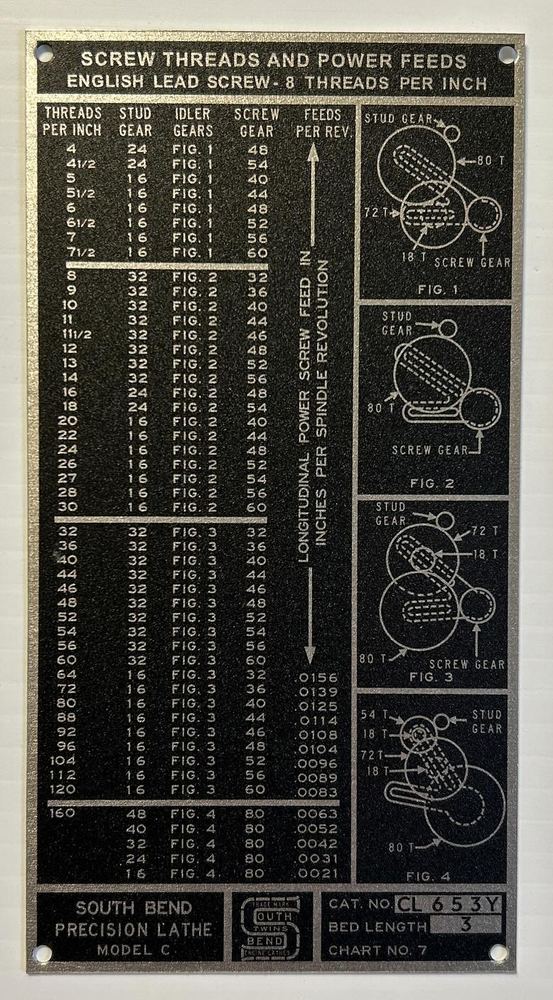 SCREW THREADS AND POWER FEEDS
ENGLISH LEAD SCREW - 8 THREADS PER INCH
THREADS PER INCH STUD GEAR IDLER GEARS SCREW GEAR FEEDS PER REV.
4 24 FIG. 1 48
4 1/2 24 FIG. 1 54
5 16 FIG. 1 40
5 1/2 16 FIG. 1 44
6 16 FIG. 1 48
6 1/2 16 FIG. 1 52
7 16 FIG. 1 56
7 1/2 16 FIG. 1 60
8 32 FIG. 2 32
9 32 FIG. 2 36
10 32 FIG. 2 40
11 32 FIG. 2 44
11 1/2 32 FIG. 2 46
12 32 FIG. 2 48
13 32 FIG. 2 52
14 32 FIG. 2 56
16 24 FIG. 2 48
18 24 FIG. 2 54
20 16 FIG. 2 40
22 16 FIG. 2 44
24 16 FIG. 2 48
26 16 FIG. 2 52
27 16 FIG. 2 54
28 16 FIG. 2 56
30 16 FIG. 2 60
32 32 FIG. 3 32
36 32 FIG. 3 36
40 32 FIG. 3 40
44 32 FIG. 3 44
46 32 FIG. 3 46
48 32 FIG. 3 48
52 32 FIG. 3 52
54 32 FIG. 3 54
56 32 FIG. 3 56
60 32 FIG. 3 60
64 16 FIG. 3 32 .0156
72 16 FIG. 3 36 .0139
80 16 FIG. 3 40 .0125
88 16 FIG. 3 44 .0114
92 16 FIG. 3 46 .0108
96 16 FIG. 3 48 .0104
104 16 FIG. 3 52 .0096
112 16 FIG. 3 56 .0089
120 16 FIG. 3 60 .0083
160 48 FIG. 4 80 .0063
40 FIG. 4 80 .0052
32 FIG. 4 80 .0042
24 FIG. 4 80 .0031
16 FIG. 4 80 .0021
LONGITUDINAL POWER SCREW FEED IN
INCHES PER SPINDLE REVOLUTION
STUD GEAR
80 T
72 T
18 T
SCREW GEAR
FIG. 1
STUD
GEAR
80 T
SCREW GEAR
FIG. 2
STUD
GEAR
72 T
18 T
80 T
SCREW GEAR
FIG. 3
54 T
STUD
GEAR
18 T
72 T
18 T
80 T
FIG. 4
SOUTH BEND
PRECISION LATHE
MODEL C
TRADE MARK
SOUTH
TWINS
BEND
ENGINE LATHES
CAT. NO. CL 653Y
BED LENGTH 3
CHART NO. 7